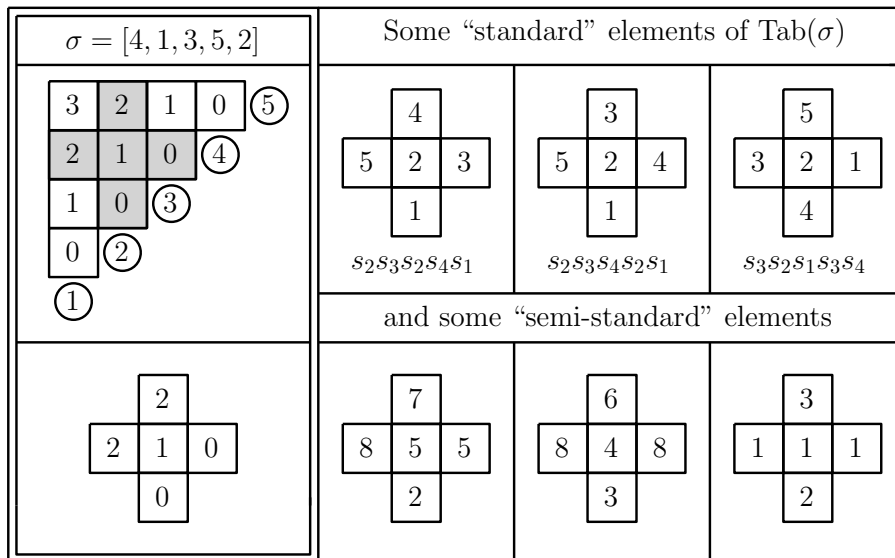 σ = [4, 1, 3, 5, 2]
3 2 1 0 5
2 1 0 4
1 0 3
0 2
1
2
2 1 0
0
Some “standard” elements of Tab(σ)
4
5 2 3
1
s₂s₃s₂s₄s₁
3
5 2 4
1
s₂s₃s₄s₂s₁
5
3 2 1
4
s₃s₂s₁s₃s₄
and some “semi-standard” elements
7
8 5 5
2
6
8 4 8
3
3
1 1 1
2